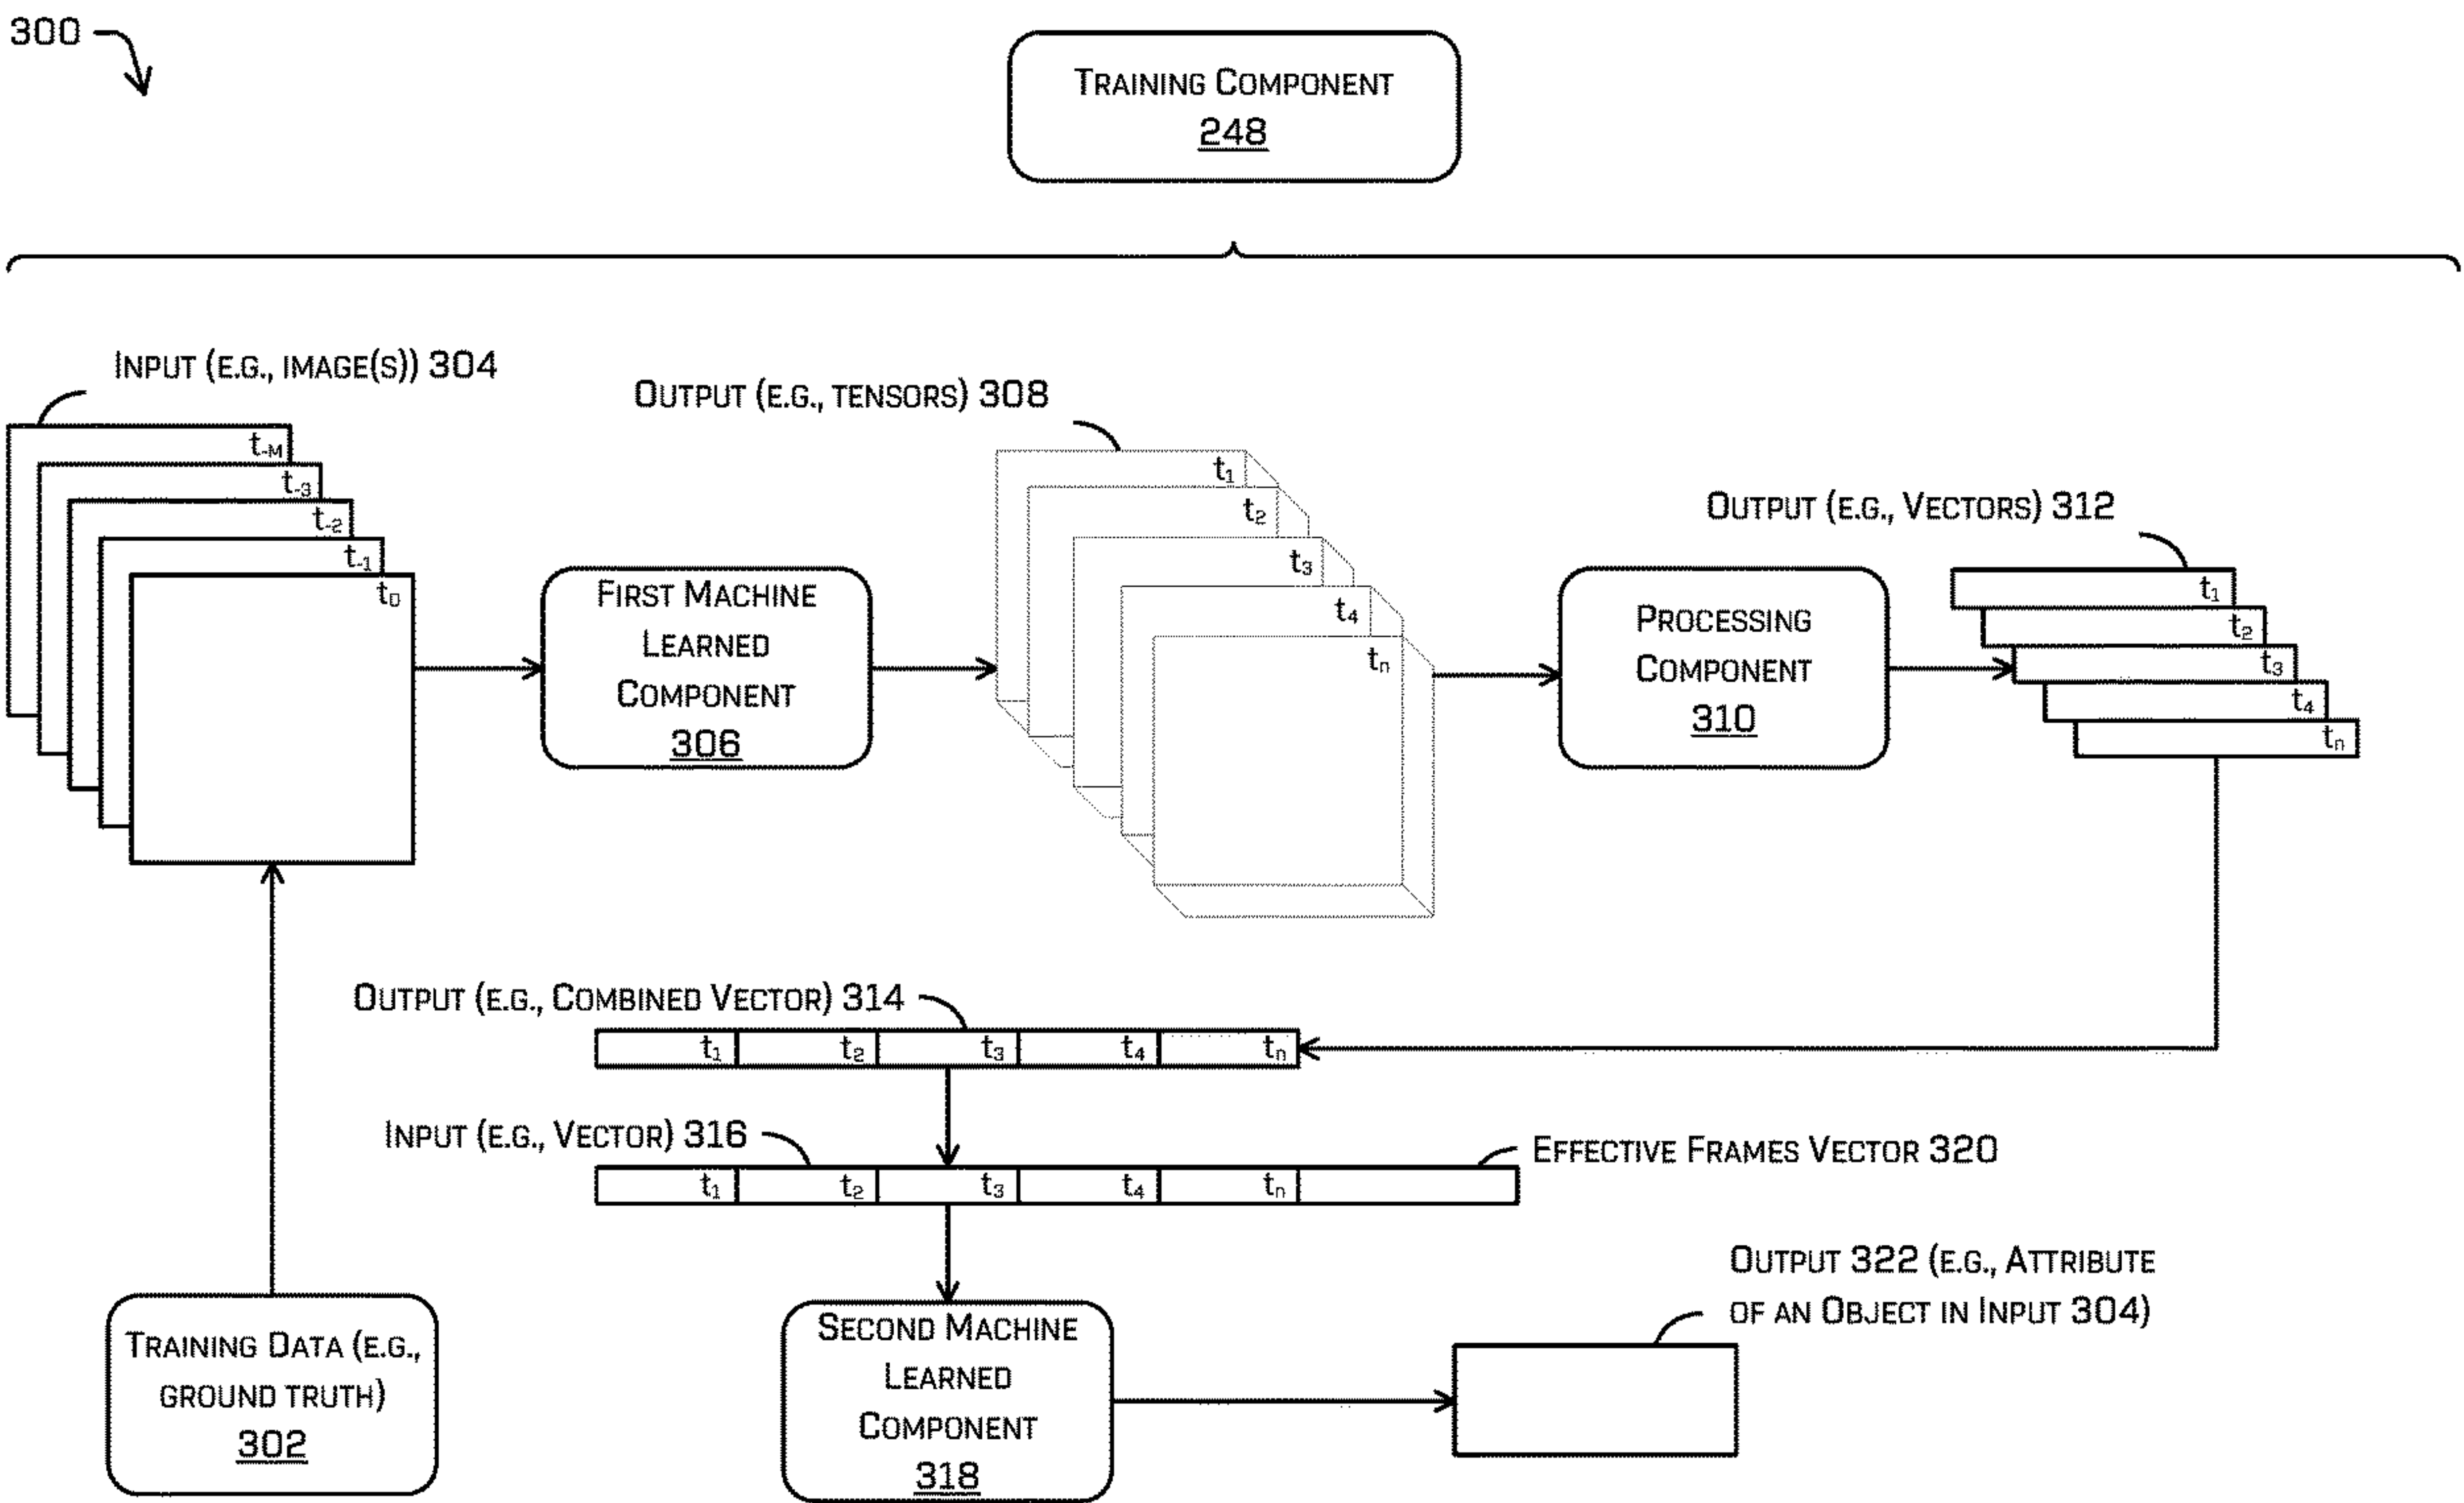 300
TRAINING COMPONENT
248
INPUT (E.G., IMAGE(S)) 304
t-M
t-3
t-2
t-1
t0
FIRST MACHINE
LEARNED
COMPONENT
306
OUTPUT (E.G., TENSORS) 308
t1
t2
t3
t4
tn
PROCESSING
COMPONENT
310
OUTPUT (E.G., VECTORS) 312
t1
t2
t3
t4
tn
OUTPUT (E.G., COMBINED VECTOR) 314
t1 t2 t3 t4 tn
INPUT (E.G., VECTOR) 316
EFFECTIVE FRAMES VECTOR 320
t1 t2 t3 t4 tn
TRAINING DATA (E.G.,
GROUND TRUTH)
302
SECOND MACHINE
LEARNED
COMPONENT
318
OUTPUT 322 (E.G., ATTRIBUTE
OF AN OBJECT IN INPUT 304)